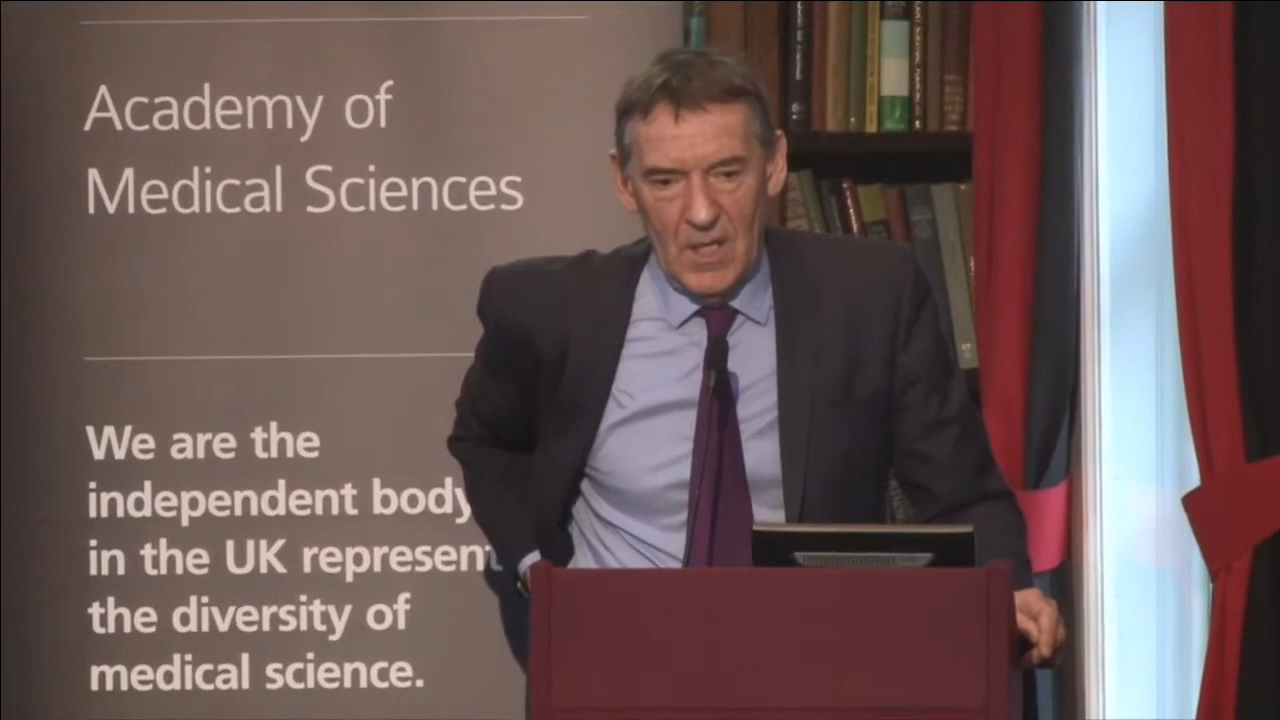 Academy of
Medical Sciences
We are the
independent body
in the UK represent
the diversity of
medical science.